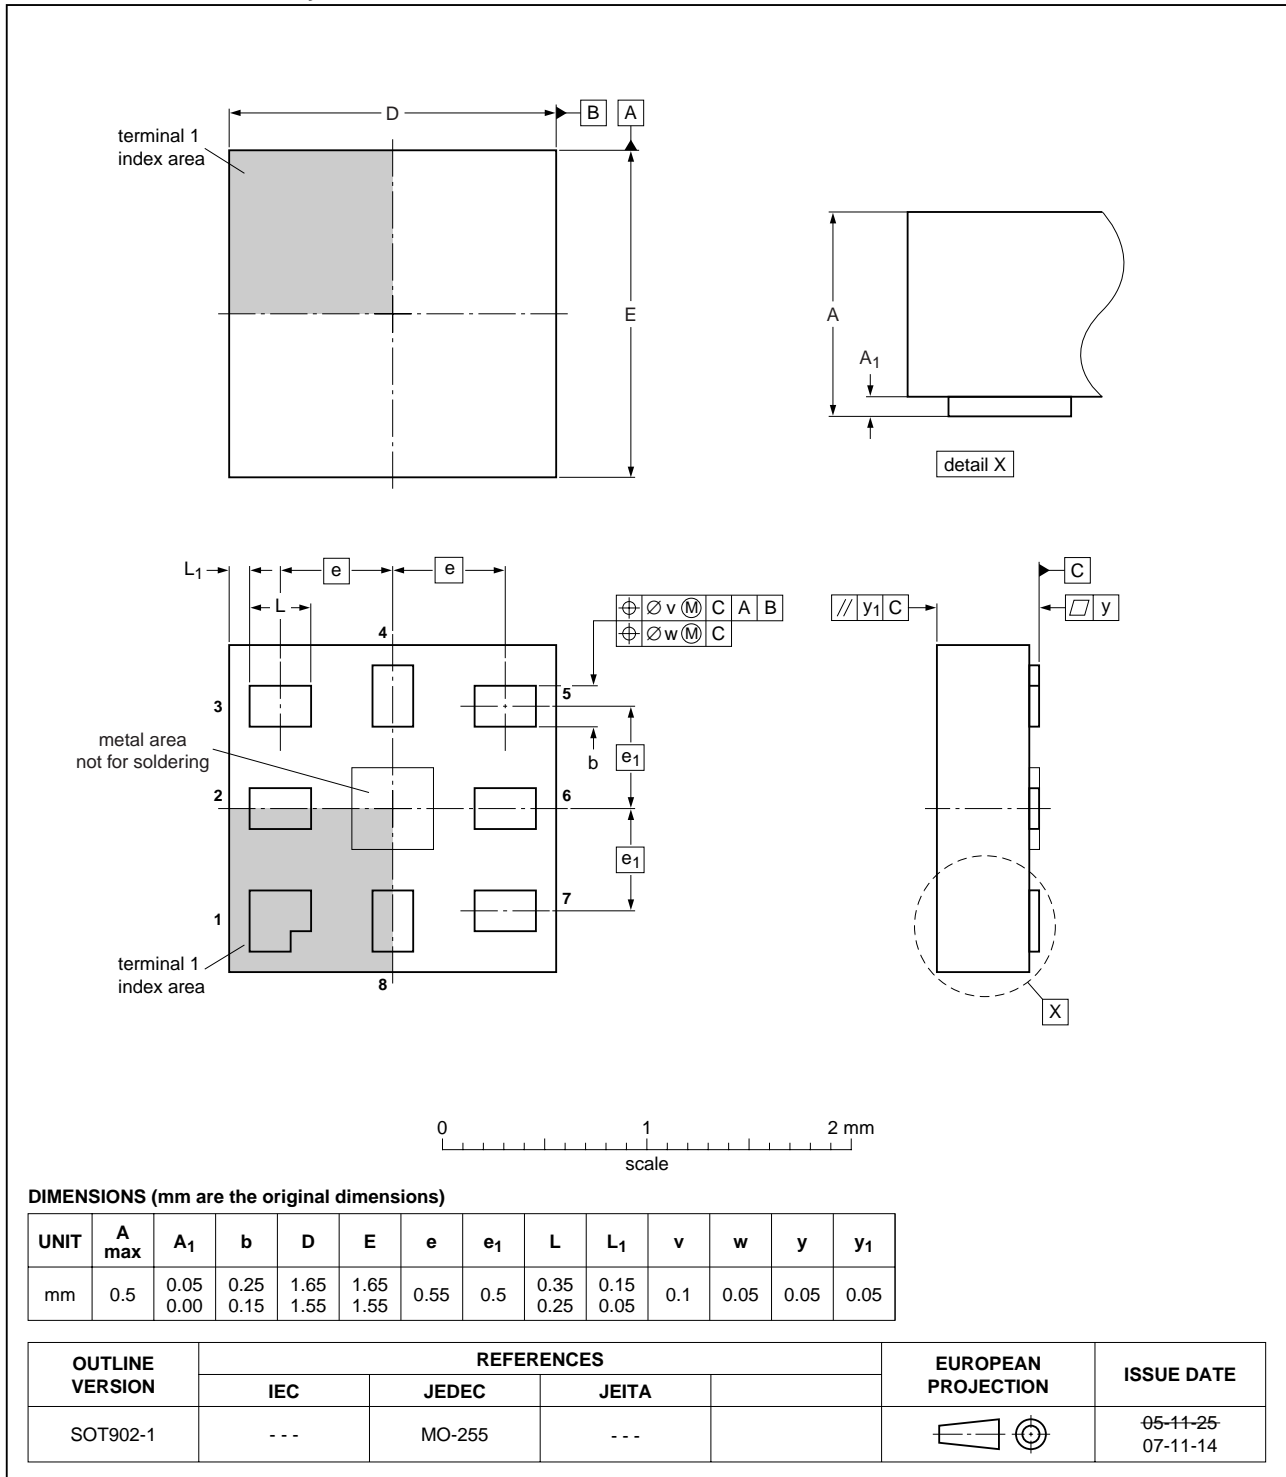 D
B
A
terminal 1
index area
E
A
A1
detail X
L1
e
e
L
4
⌖ ⌀ v Ⓜ C A B
⌖ ⌀ w Ⓜ C
// y1 C
C
⏥ y
3
5
metal area
not for soldering
b
e1
2
6
e1
1
7
terminal 1
index area
8
X
0 1 2 mm
scale
DIMENSIONS (mm are the original dimensions)
UNIT A max A1 b D E e e1 L L1 v w y y1
mm 0.5 0.05 0.00 0.25 0.15 1.65 1.55 1.65 1.55 0.55 0.5 0.35 0.25 0.15 0.05 0.1 0.05 0.05 0.05
OUTLINE VERSION REFERENCES EUROPEAN PROJECTION ISSUE DATE
IEC JEDEC JEITA
SOT902-1 - - - MO-255 - - - 05-11-25
07-11-14